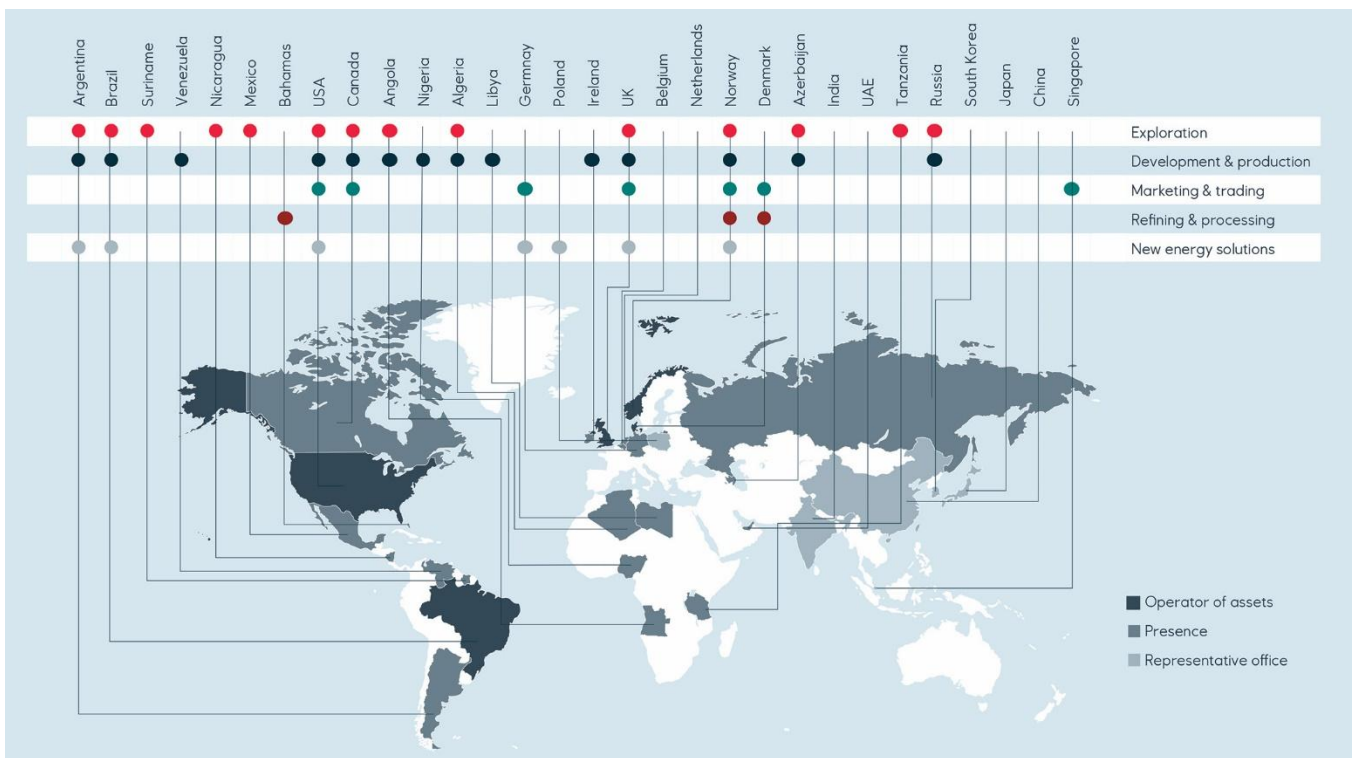 Argentina
Brazil
Suriname
Venezuela
Nicaragua
Mexico
Bahamas
USA
Canada
Angola
Nigeria
Algeria
Libya
Germnay
Poland
Ireland
UK
Belgium
Netherlands
Norway
Denmark
Azerbaijan
India
UAE
Tanzania
Russia
South Korea
Japan
China
Singapore
Exploration
Development & production
Marketing & trading
Refining & processing
New energy solutions
Operator of assets
Presence
Representative office